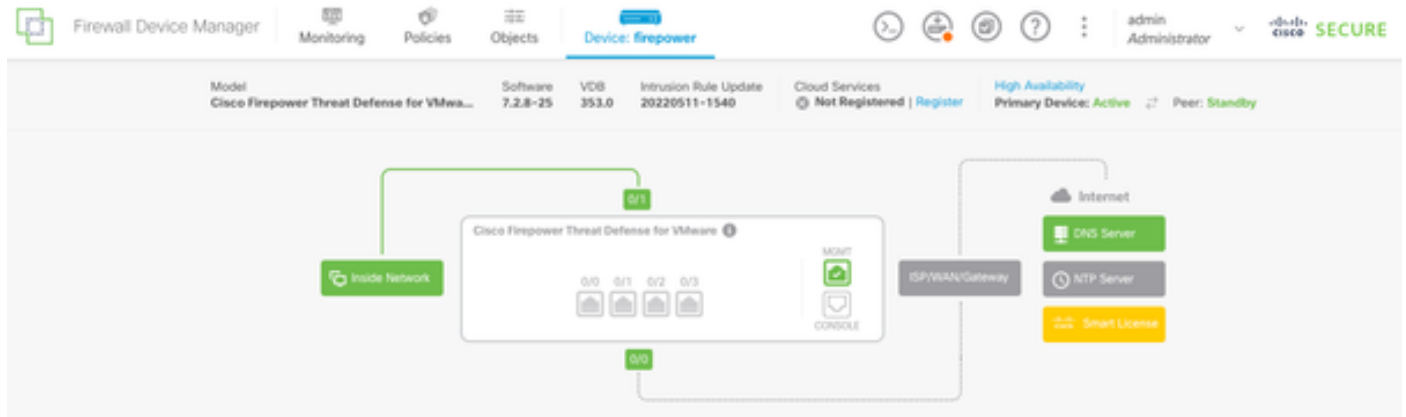 Firewall Device Manager
Monitoring
Policies
Objects
Device: firepower
admin
Administrator
cisco SECURE
Model
Cisco Firepower Threat Defense for VMwa...
Software
7.2.8-25
VDB
353.0
Intrusion Rule Update
20220511-1540
Cloud Services
Not Registered | Register
High Availability
Primary Device: Active
Peer: Standby
0/1
Internet
Cisco Firepower Threat Defense for VMware
DNS Server
MGMT
Inside Network
0/0 0/1 0/2 0/3
ISP/WAN/Gateway
NTP Server
CONSOLE
Smart License
0/0